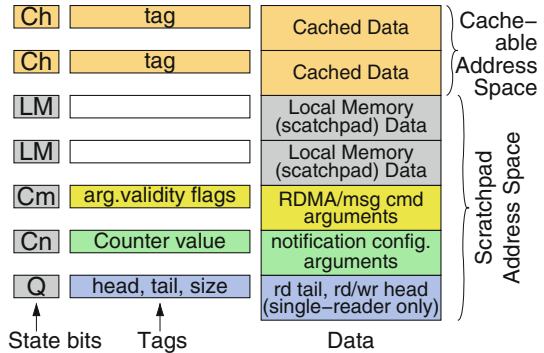 Ch tag Cached Data
Ch tag Cached Data
Cache-
able
Address
Space
LM Local Memory
(scatchpad) Data
LM Local Memory
(scatchpad) Data
Cm arg.validity flags RDMA/msg cmd
arguments
Cn Counter value notification config.
arguments
Q head, tail, size rd tail, rd/wr head
(single-reader only)
Scratchpad
Address Space
State bits Tags Data